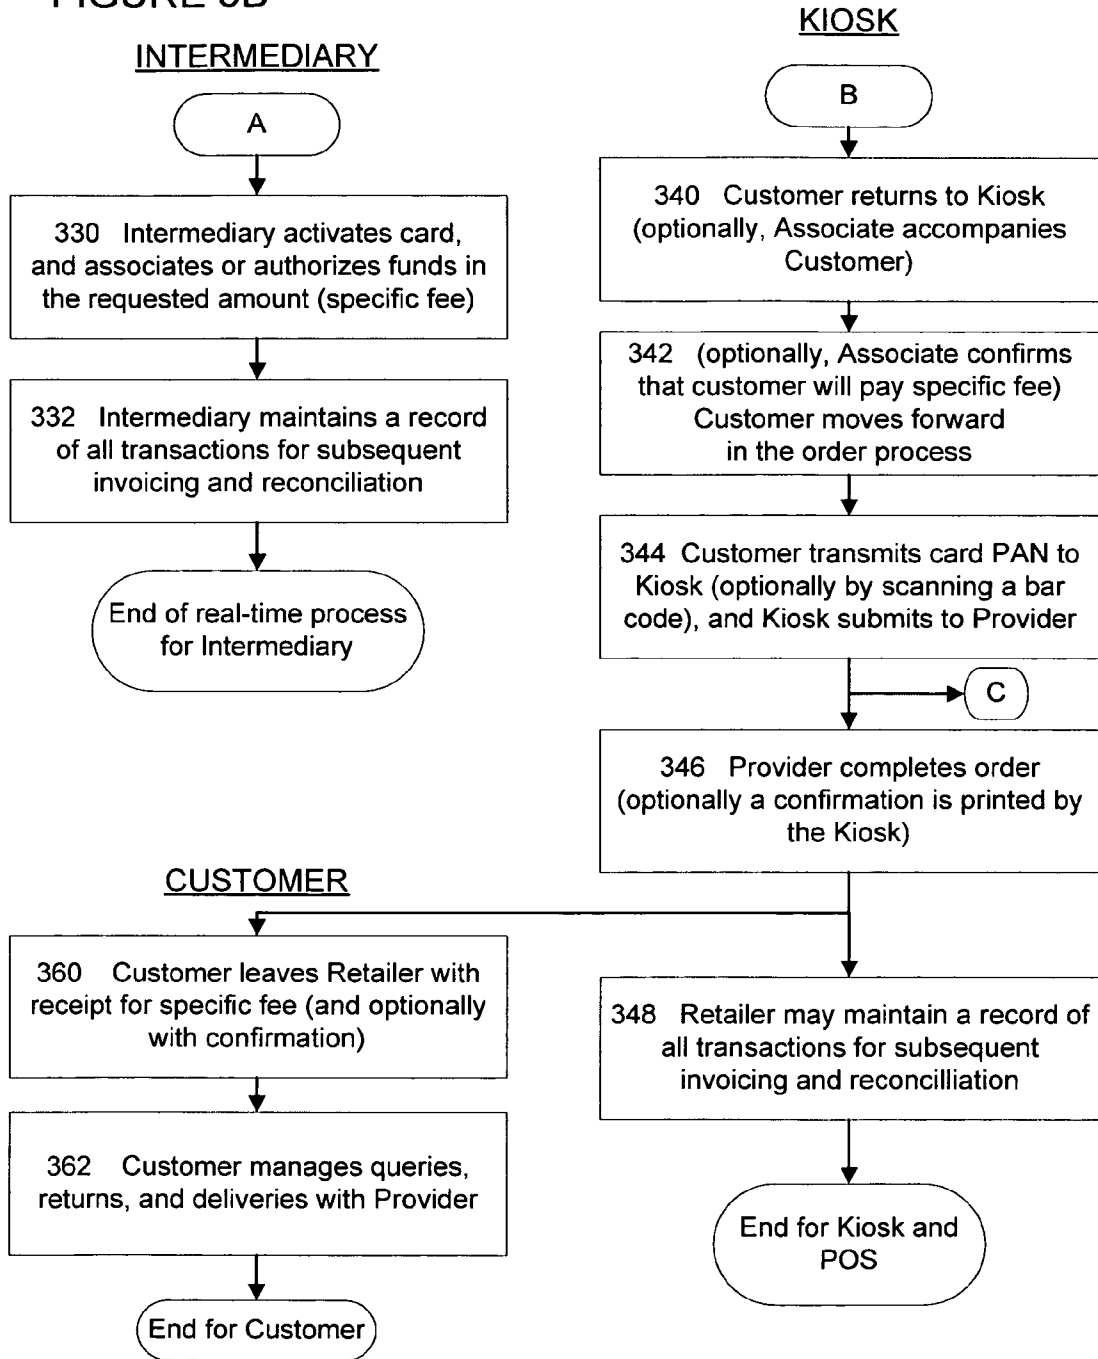 INTERMEDIARY
A
330 Intermediary activates card,
and associates or authorizes funds in
the requested amount (specific fee)
332 Intermediary maintains a record
of all transactions for subsequent
invoicing and reconciliation
End of real-time process
for Intermediary
KIOSK
B
340 Customer returns to Kiosk
(optionally, Associate accompanies
Customer)
342 (optionally, Associate confirms
that customer will pay specific fee)
Customer moves forward
in the order process
344 Customer transmits card PAN to
Kiosk (optionally by scanning a bar
code), and Kiosk submits to Provider
C
346 Provider completes order
(optionally a confirmation is printed by
the Kiosk)
CUSTOMER
360 Customer leaves Retailer with
receipt for specific fee (and optionally
with confirmation)
362 Customer manages queries,
returns, and deliveries with Provider
End for Customer
348 Retailer may maintain a record of
all transactions for subsequent
invoicing and reconcilliation
End for Kiosk and
POS